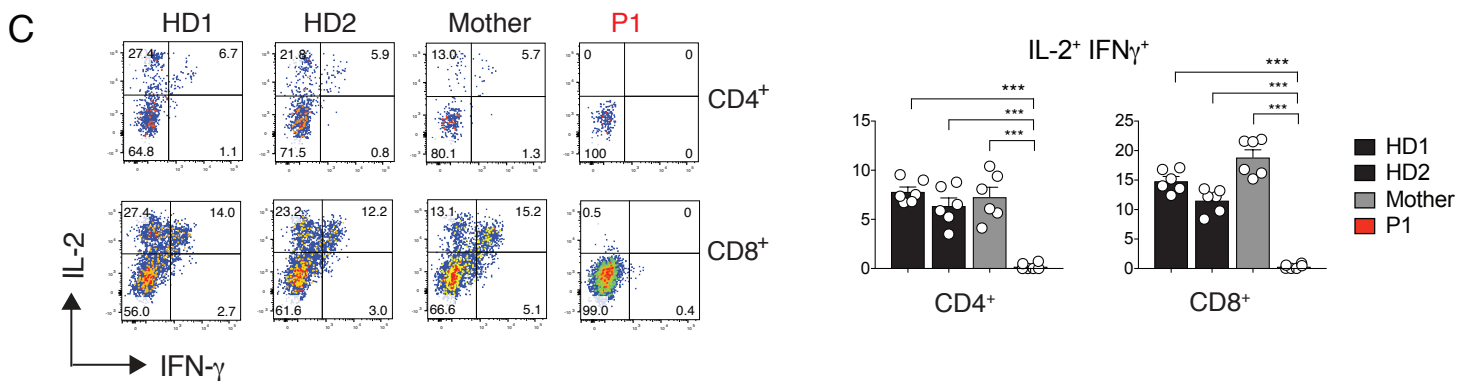 C
HD1 HD2 Mother P1
27.4 6.7 21.8 5.9 13.0 5.7 0 0
CD4+
64.8 1.1 71.5 0.8 80.1 1.3 100 0
27.4 14.0 23.2 12.2 13.1 15.2 0.5 0
CD8+
56.0 2.7 61.6 3.0 66.6 5.1 99.0 0.4
IL-2
IFN-γ
IL-2+ IFNγ+
***
***
***
15
10
5
0
CD4+
***
***
***
25
20
15
10
5
0
CD8+
HD1
HD2
Mother
P1